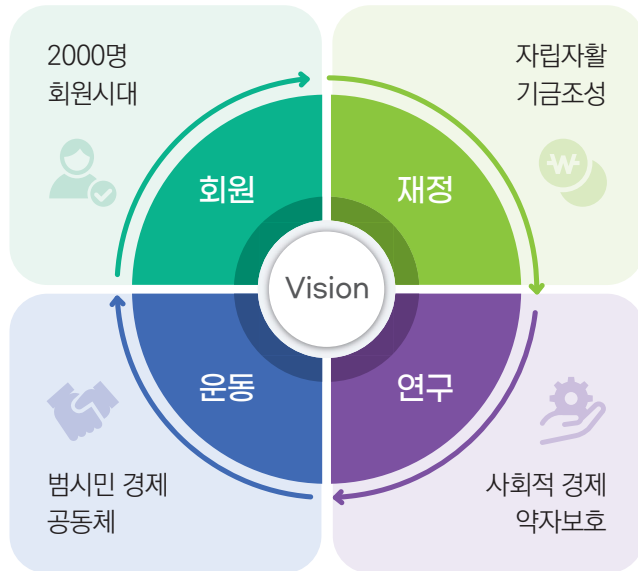 2000명
회원시대
자립자활
기금조성
회원
재정
Vision
운동
연구
범시민 경제
공동체
사회적 경제
약자보호